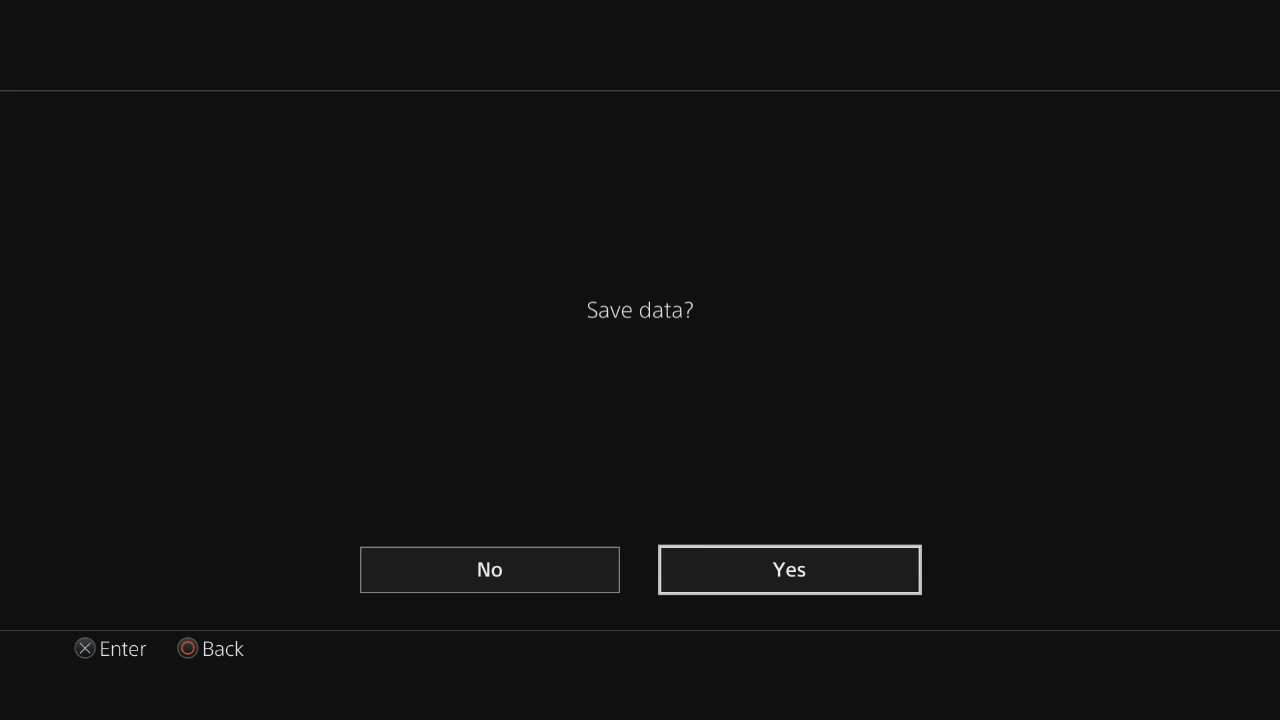 Save data?
No
Yes
Enter
Back